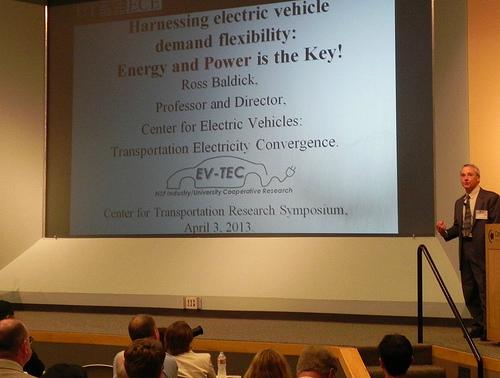 Harnessing electric vehicle
demand flexibility:
Energy and Power is the Key!
Ross Baldick,
Professor and Director,
Center for Electric Vehicles:
Transportation Electricity Convergence.
EV-TEC
NSF Industry/University Cooperative Research
Center for Transportation Research Symposium,
April 3, 2013.